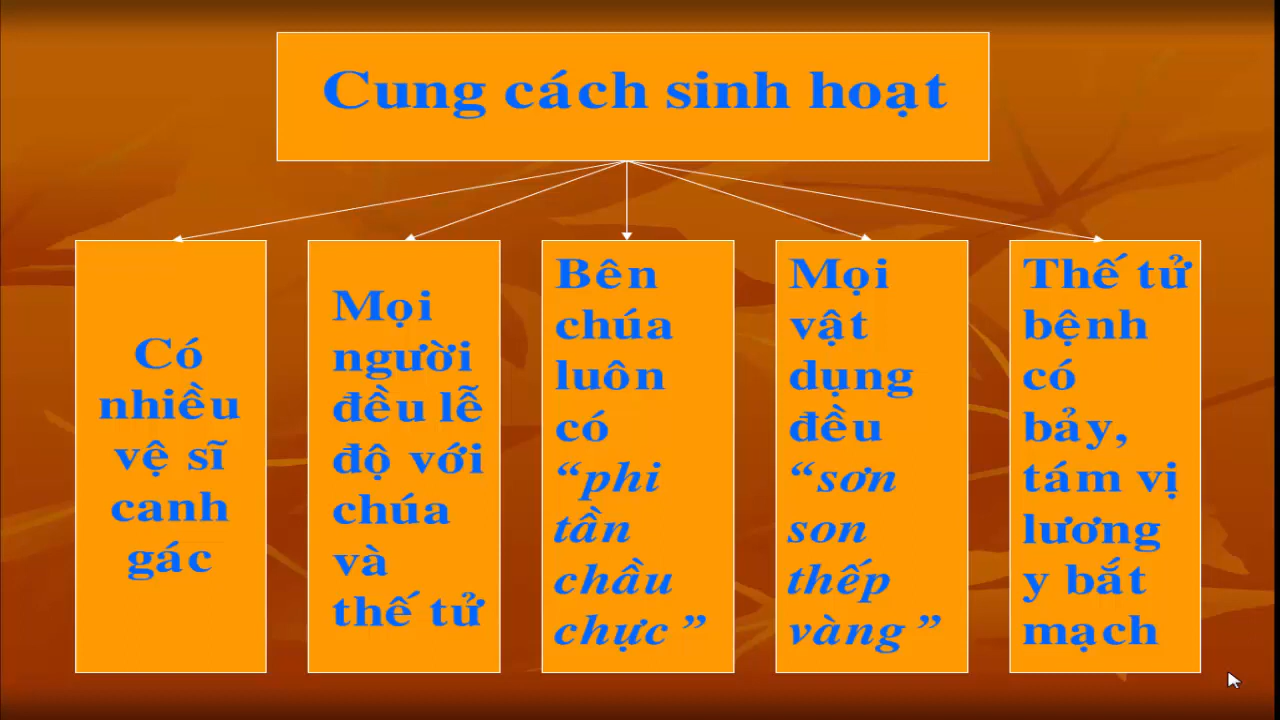 Cung cách sinh hoạt
Có
nhiều
vệ sĩ
canh
gác
Mọi
người
đều lễ
độ với
chúa
và
thế tử
Bên
chúa
luôn
có
“phi
tần
chầu
chực”
Mọi
vật
dụng
đều
“sơn
son
thếp
vàng”
Thế tử
bệnh
có
bảy,
tám vị
lương
y bắt
mạch